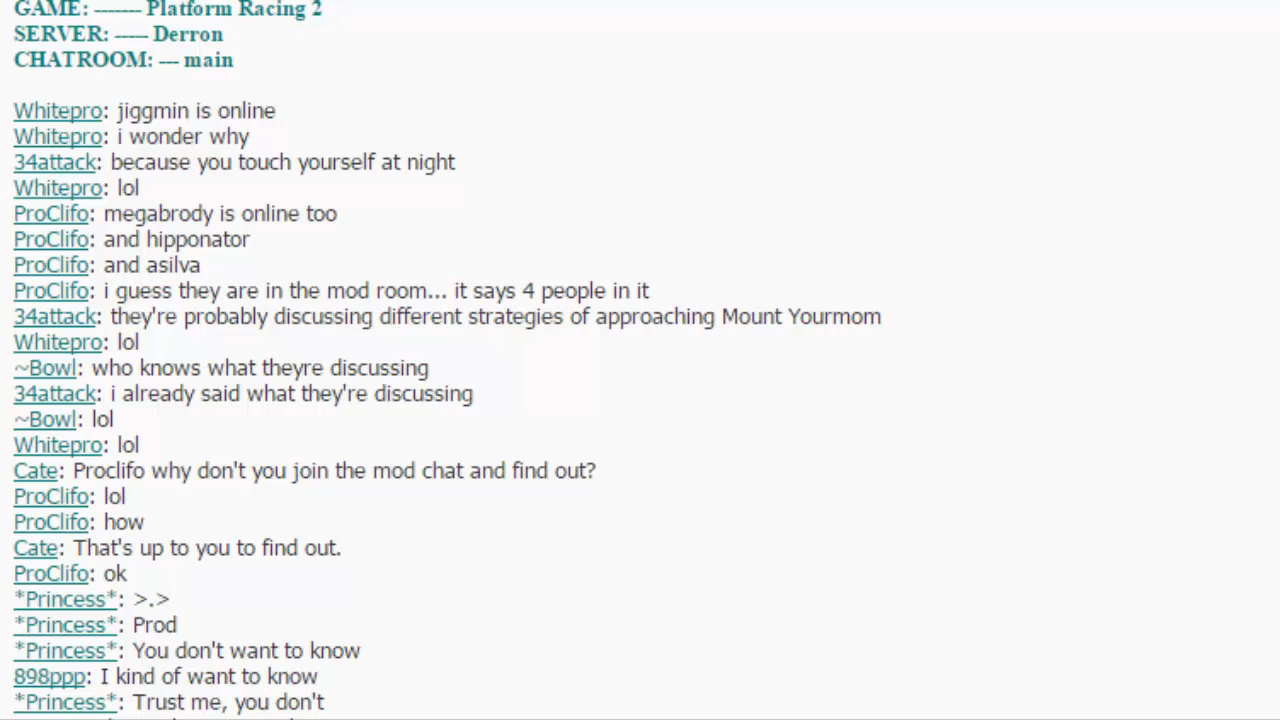 GAME: ------- Platform Racing 2
SERVER: ----- Derron
CHATROOM: --- main
Whitepro: jiggmin is online
Whitepro: i wonder why
34attack: because you touch yourself at night
Whitepro: lol
ProClifo: megabrody is online too
ProClifo: and hipponator
ProClifo: and asilva
ProClifo: i guess they are in the mod room... it says 4 people in it
34attack: they're probably discussing different strategies of approaching Mount Yourmom
Whitepro: lol
~Bowl: who knows what theyre discussing
34attack: i already said what they're discussing
~Bowl: lol
Whitepro: lol
Cate: Proclifo why don't you join the mod chat and find out?
ProClifo: lol
ProClifo: how
Cate: That's up to you to find out.
ProClifo: ok
*Princess*: >.>
*Princess*: Prod
*Princess*: You don't want to know
898ppp: I kind of want to know
*Princess*: Trust me, you don't